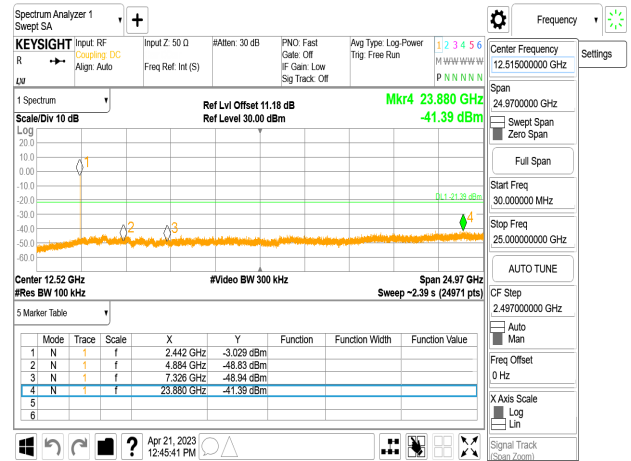 Spectrum Analyzer 1
Swept SA
Frequency
KEYSIGHT
R
Input: RF
Coupling: DC
Align: Auto
Input Z: 50 Ω
Freq Ref: Int (S)
#Atten: 30 dB
PNO: Fast
Gate: Off
IF Gain: Low
Sig Track: Off
Avg Type: Log-Power
Trig: Free Run
1 2 3 4 5 6
M W W W W W
P N N N N N
1 Spectrum
Scale/Div 10 dB
Ref Lvl Offset 11.18 dB
Ref Level 30.00 dBm
Mkr4 23.880 GHz
-41.39 dBm
Log
20.0
10.0
0.00
-10.0
-20.0
-30.0
-40.0
-50.0
-60.0
1
2
3
4
DL1 -21.39 dBm
Center 12.52 GHz
#Res BW 100 kHz
#Video BW 300 kHz
Span 24.97 GHz
Sweep ~2.39 s (24971 pts)
5 Marker Table
Mode Trace Scale X Y Function Function Width Function Value
1 N 1 f 2.442 GHz -3.029 dBm
2 N 1 f 4.884 GHz -48.83 dBm
3 N 1 f 7.326 GHz -48.94 dBm
4 N 1 f 23.880 GHz -41.39 dBm
5
6
?
Apr 21, 2023
12:45:41 PM
Center Frequency
12.515000000 GHz
Settings
Span
24.9700000 GHz
Swept Span
Zero Span
Full Span
Start Freq
30.000000 MHz
Stop Freq
25.000000000 GHz
AUTO TUNE
CF Step
2.497000000 GHz
Auto
Man
Freq Offset
0 Hz
X Axis Scale
Log
Lin
Signal Track
(Span Zoom)